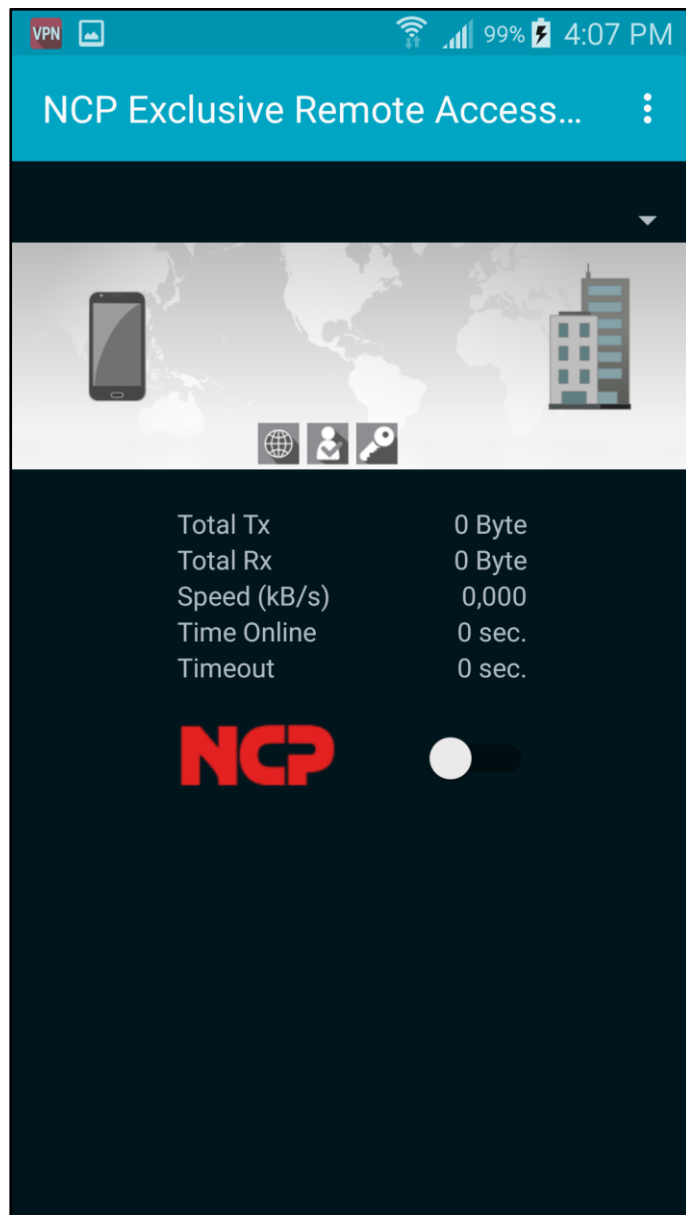 VPN 99% 4:07 PM
NCP Exclusive Remote Access...
Total Tx 0 Byte
Total Rx 0 Byte
Speed (kB/s) 0,000
Time Online 0 sec.
Timeout 0 sec.
NCP